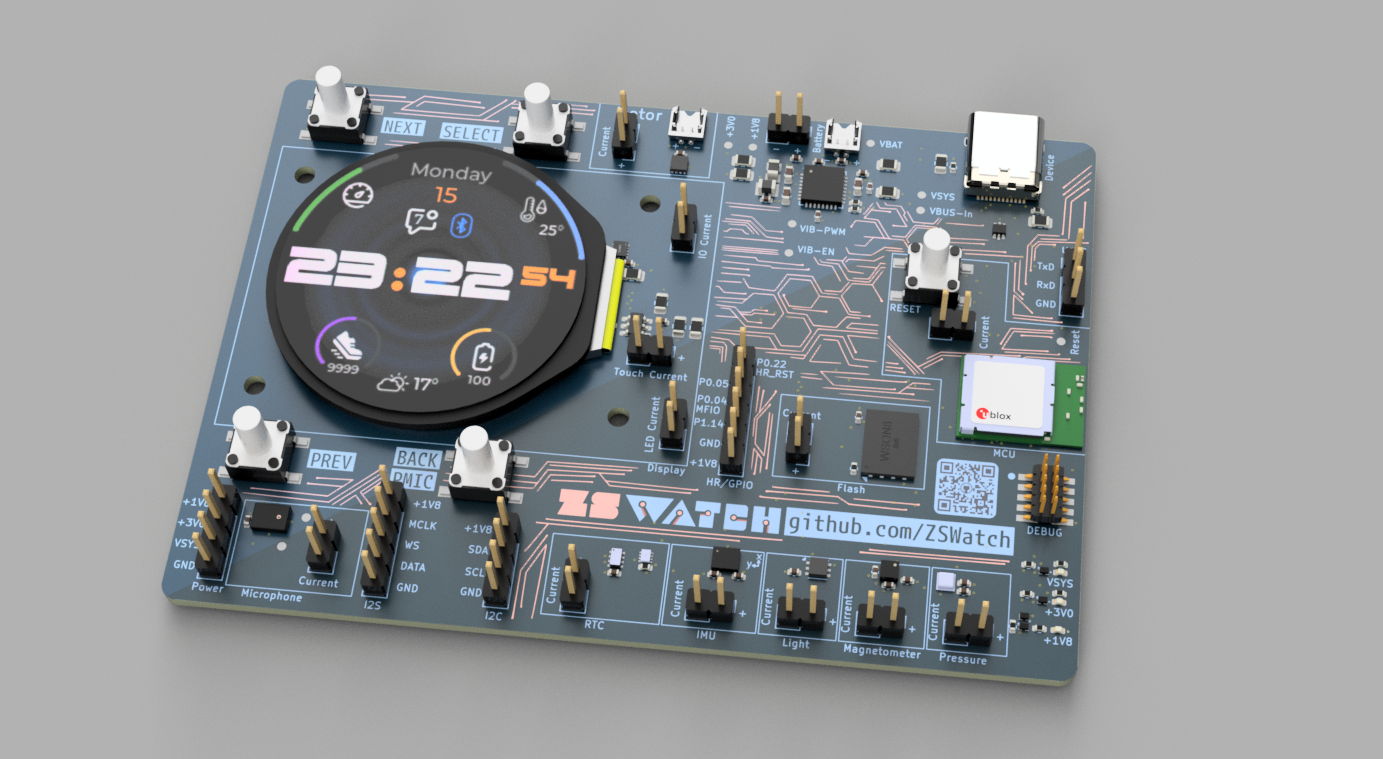 NEXT
SELECT
Current
+
+3V0
+1V8
-
+
Battery
VBAT
Device
Monday
15
7
25°
23:22 54
9999
17°
100
IO Current
VIB-PWM
VIB-EN
VSYS
VBUS-In
TxD
RxD
GND
RESET
Current
Reset
Touch Current
+
LED Current
Display
P0.22
HR_RST
P0.05
P0.04
MFIO
P1.14
GND
+1V8
HR/GPIO
Current
+
Flash
blox
MCU
DEBUG
PREV
BACK
PMIC
+1V8
+3V
VSYS
GND
Power
Microphone
Current
+1V8
MCLK
WS
DATA
GND
I2S
+1V8
SDA
SCL
GND
I2C
ZSWATCH
github.com/ZSWatch
Current
RTC
Current
+
IMU
Current
+
Light
Current
+
Magnetometer
Current
+
Pressure
VSYS
+3V0
+1V8